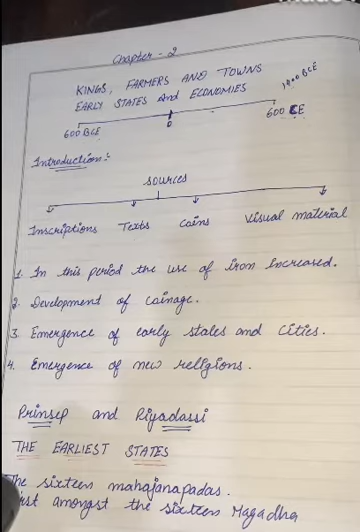 Chapter - 2
KINGS, FARMERS AND TOWNS
EARLY STATES and ECONOMIES
1900 BCE
600 BCE
0
600 CE
Introduction:-
Sources
Inscriptions Texts Coins Visual material
1. In this period the use of iron Increased.
2. Development of coinage.
3. Emergence of early states and cities.
4. Emergence of new religions.
Prinsep and Piyadassi
THE EARLIEST STATES
The sixteen mahajanapadas.
amongst the sixteen Magadha